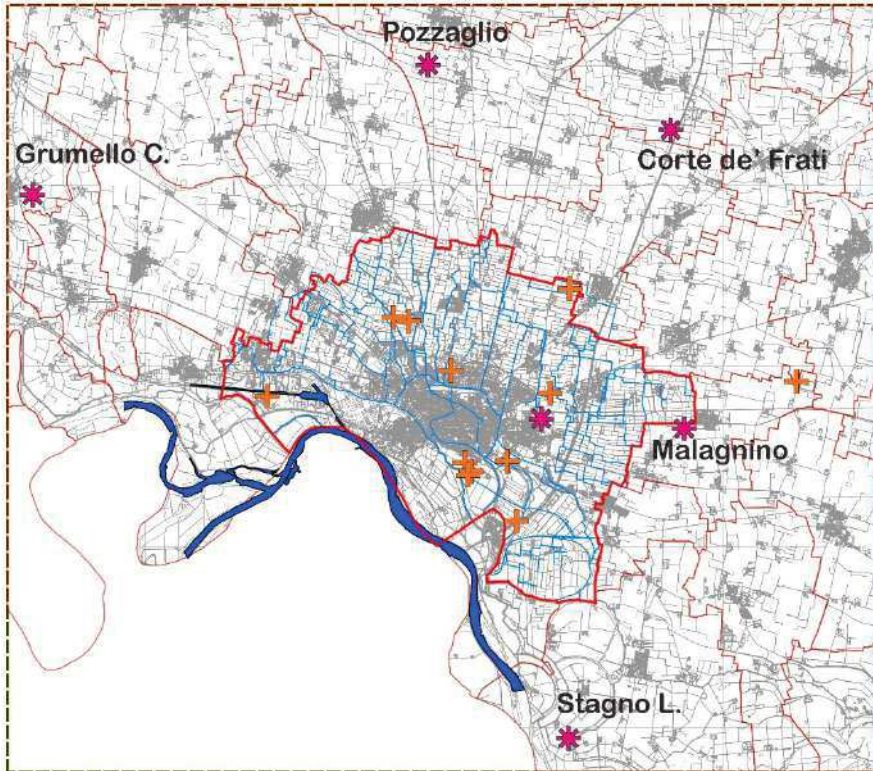 Pozzaglio
Grumello C.
Corte de' Frati
Malagnino
Stagno L.